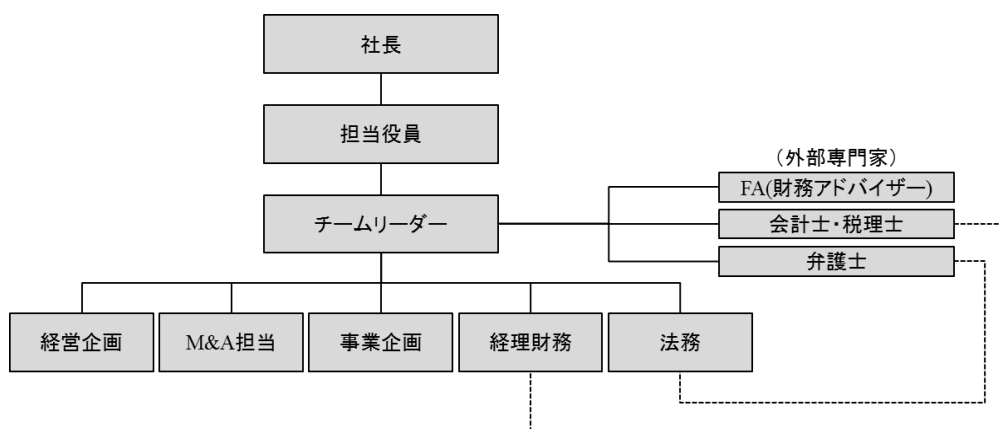 社長
担当役員
(外部専門家)
FA(財務アドバイザー)
チームリーダー
会計士・税理士
弁護士
経営企画
M&A担当
事業企画
経理財務
法務